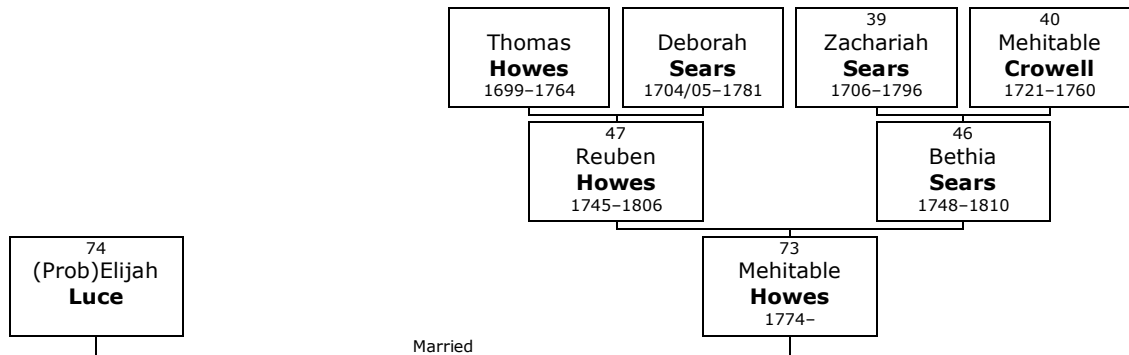 Thomas
Howes
1699–1764
Deborah
Sears
1704/05–1781
39
Zachariah
Sears
1706–1796
40
Mehitable
Crowell
1721–1760
47
Reuben
Howes
1745–1806
46
Bethia
Sears
1748–1810
74
(Prob)Elijah
Luce
73
Mehitable
Howes
1774–
Married